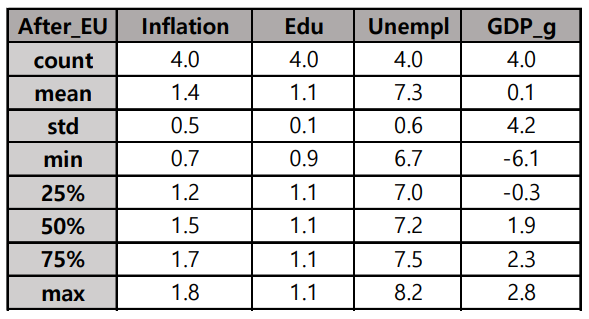 After_EU Inflation Edu Unempl GDP_g
count 4.0 4.0 4.0 4.0
mean 1.4 1.1 7.3 0.1
std 0.5 0.1 0.6 4.2
min 0.7 0.9 6.7 -6.1
25% 1.2 1.1 7.0 -0.3
50% 1.5 1.1 7.2 1.9
75% 1.7 1.1 7.5 2.3
max 1.8 1.1 8.2 2.8